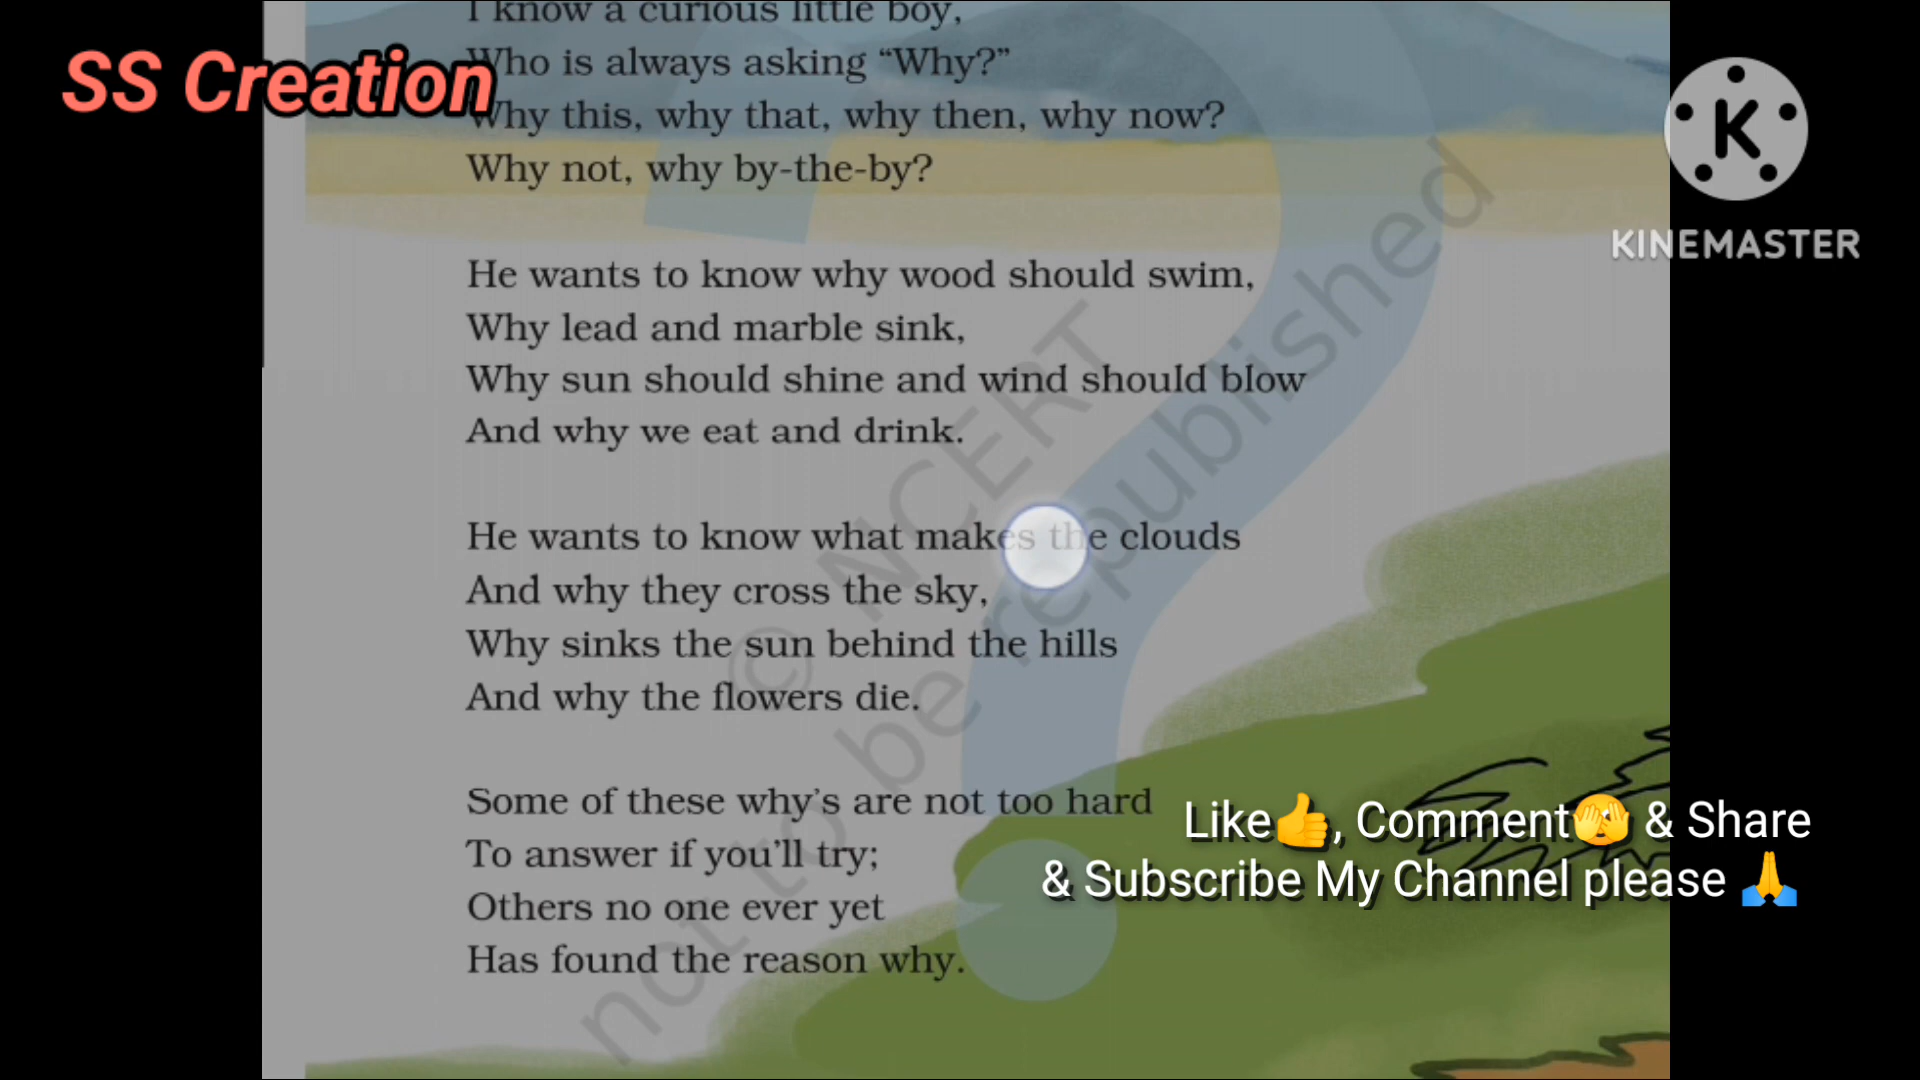 I know a curious little boy,
SS Creation
Who is always asking “Why?”
Why this, why that, why then, why now?
Why not, why by-the-by?
K
KINEMASTER
He wants to know why wood should swim,
Why lead and marble sink,
Why sun should shine and wind should blow
And why we eat and drink.
He wants to know what makes the clouds
And why they cross the sky,
Why sinks the sun behind the hills
And why the flowers die.
Some of these why’s are not too hard
To answer if you’ll try;
Others no one ever yet
Has found the reason why.
Like👍, Comment🫣 & Share
& Subscribe My Channel please 🙏
© NCERT
not to be republished